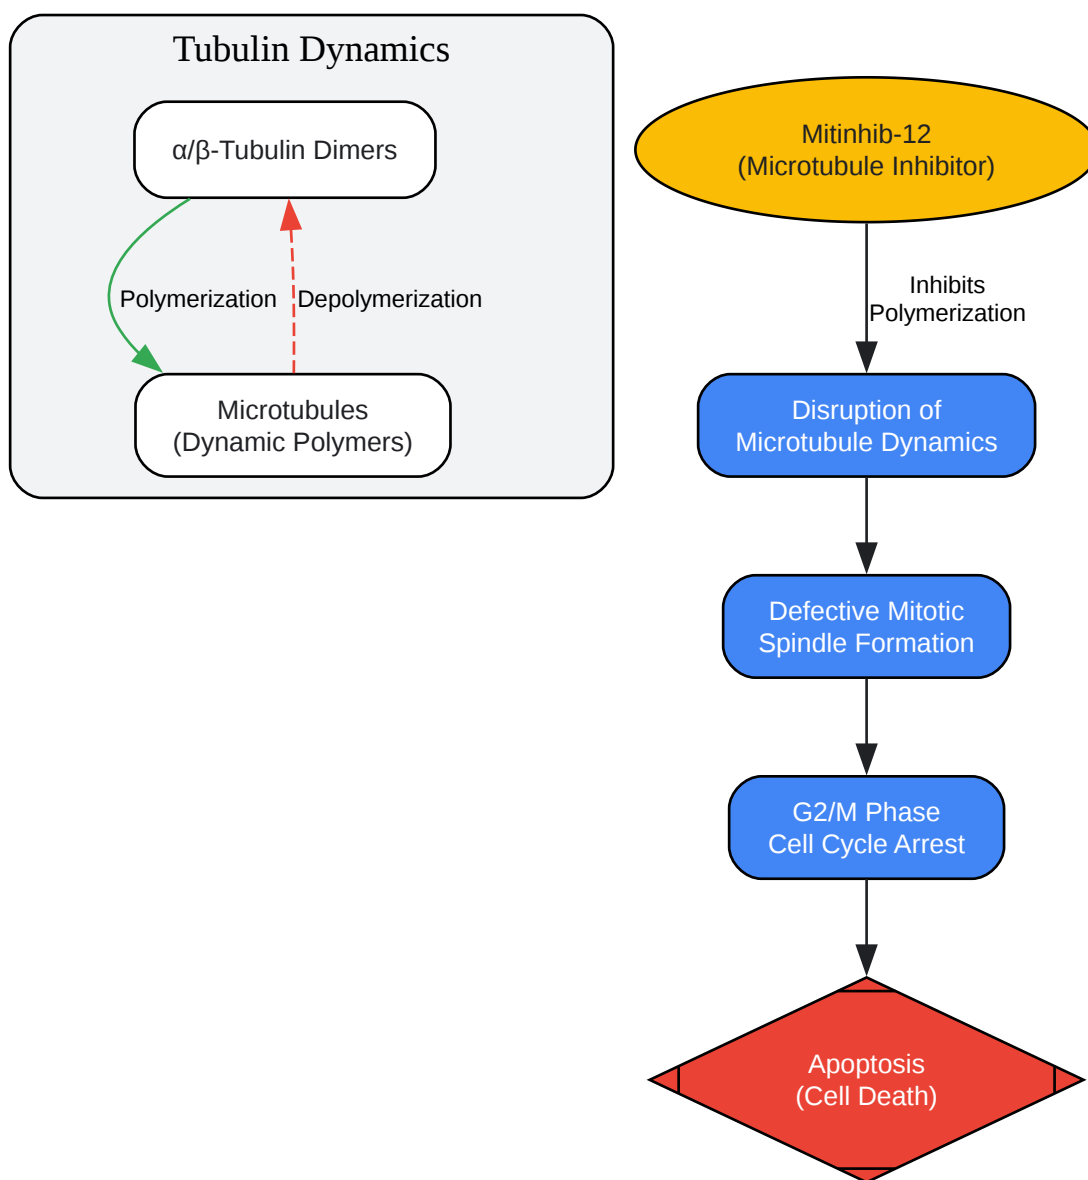 Tubulin Dynamics
α/β-Tubulin Dimers
Polymerization
Depolymerization
Microtubules
(Dynamic Polymers)
Mitinhib-12
(Microtubule Inhibitor)
Inhibits
Polymerization
Disruption of
Microtubule Dynamics
Defective Mitotic
Spindle Formation
G2/M Phase
Cell Cycle Arrest
Apoptosis
(Cell Death)